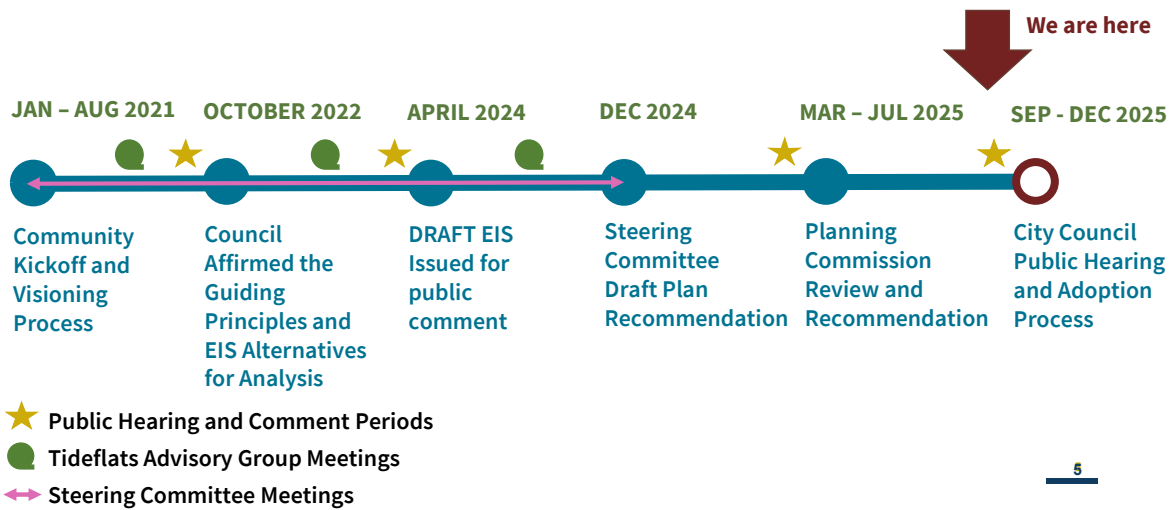 We are here
JAN – AUG 2021
OCTOBER 2022
APRIL 2024
DEC 2024
MAR – JUL 2025
SEP - DEC 2025
Community
Kickoff and
Visioning
Process
Council
Affirmed the
Guiding
Principles and
EIS Alternatives
for Analysis
DRAFT EIS
Issued for
public
comment
Steering
Committee
Draft Plan
Recommendation
Planning
Commission
Review and
Recommendation
City Council
Public Hearing
and Adoption
Process
Public Hearing and Comment Periods
Tideflats Advisory Group Meetings
Steering Committee Meetings
5